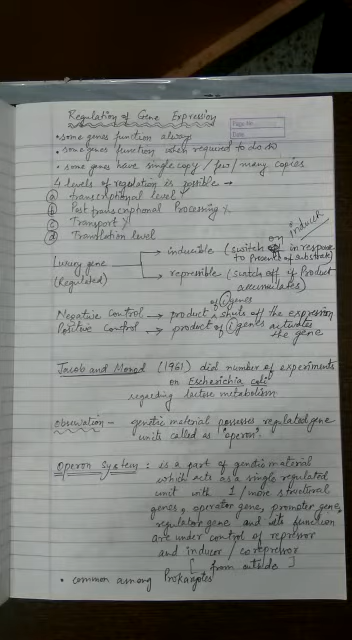 Regulation of Gene Expression
Page No.
Date
• some genes function always
• some genes function when required to do so
• some genes have single copy / few / many copies
4 levels of regulation is possible →
(a) transcriptional level
(b) Post transcriptional Processing
(c) Transport
(d) Translation level
inducer
Luxury gene → inducible (switch on in response
to presence of substrate)
(Regulated) → repressible (switch off if Product
accumulates)
of i genes
Negative control → product shuts off the expression
Positive control → product of i genes activates
the gene
Jacob and Monod (1961) did number of experiments
on Escherichia coli
regarding lactose metabolism
Observation - genetic material possesses regulated gene
units called as "operon".
Operon System : is a part of genetic material
which acts as a single regulated
unit with 1 / more structural
genes, operator gene, promoter gene,
regulator gene and its function
are under control of repressor
and inducer / corepressor
[from outside]
• common among Prokaryotes